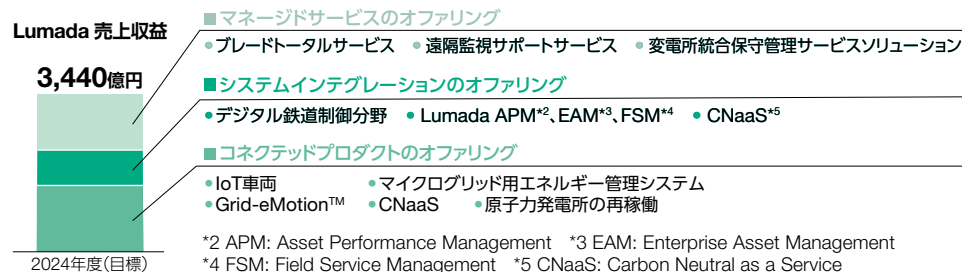 Lumada 売上収益
3,440億円
2024年度(目標)
■マネージドサービスのオファリング
●ブレードトータルサービス ●遠隔監視サポートサービス ●変電所統合保守管理サービスソリューション
■システムインテグレーションのオファリング
●デジタル鉄道制御分野 ●Lumada APM*2、EAM*3、FSM*4 ●CNaaS*5
■コネクテッドプロダクトのオファリング
●IoT車両 ●マイクログリッド用エネルギー管理システム
●Grid-eMotion™ ●CNaaS ●原子力発電所の再稼働
*2 APM: Asset Performance Management *3 EAM: Enterprise Asset Management
*4 FSM: Field Service Management *5 CNaaS: Carbon Neutral as a Service